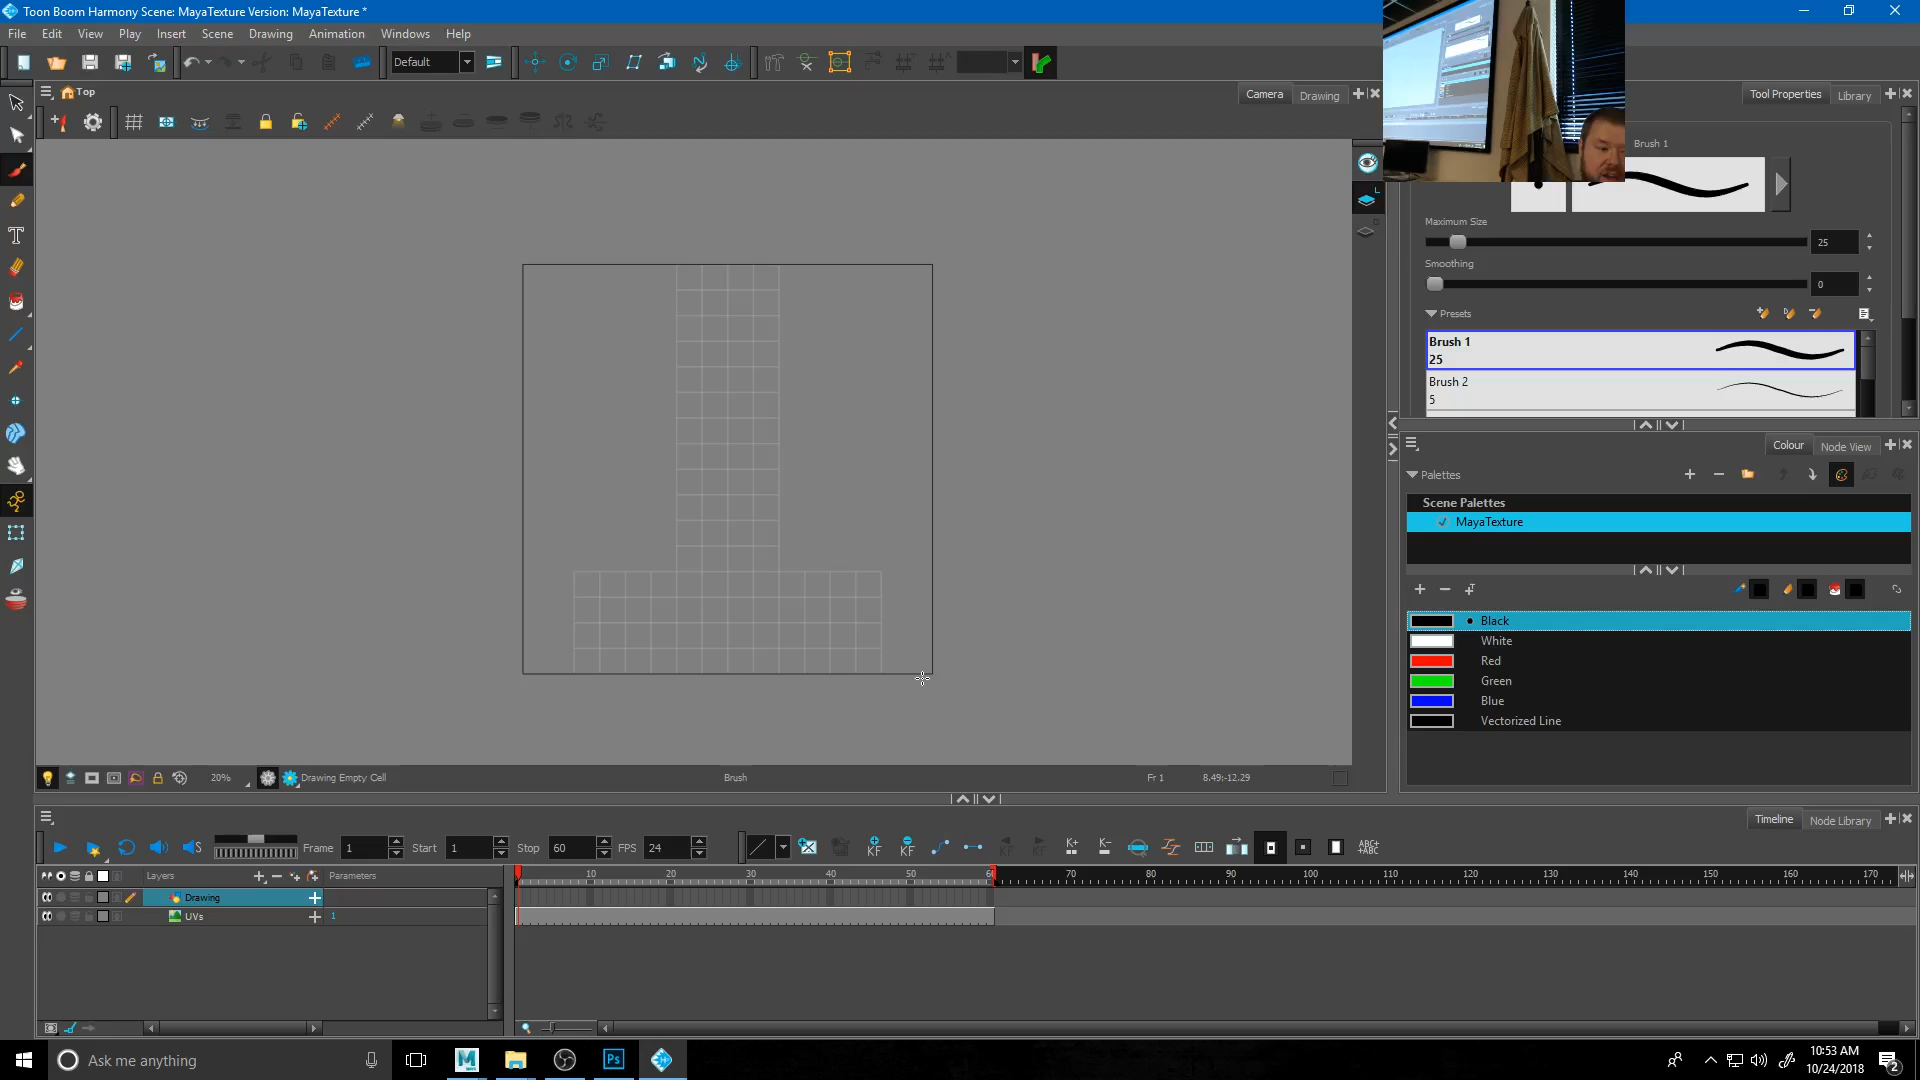 Toon Boom Harmony Scene: MayaTexture Version: MayaTexture *
File Edit View Play Insert Scene Drawing Animation Windows Help
Default
Top
Camera Drawing
Tool Properties Library
Brush 1
Maximum Size
25
Smoothing
0
Presets
Brush 1
25
Brush 2
5
Colour Node View
Palettes
Scene Palettes
MayaTexture
Black
White
Red
Green
Blue
Vectorized Line
20% Drawing Empty Cell Brush Fr 1 8.49:-12.29
Timeline Node Library
Frame 1 Start 1 Stop 60 FPS 24
ABC+
ABC+
Layers Parameters
10 20 30 40 50 60 70 80 90 100 110 120 130 140 150 160 170
Drawing
UVs 1
Ask me anything
M
Ps
10:53 AM
10/24/2018
2